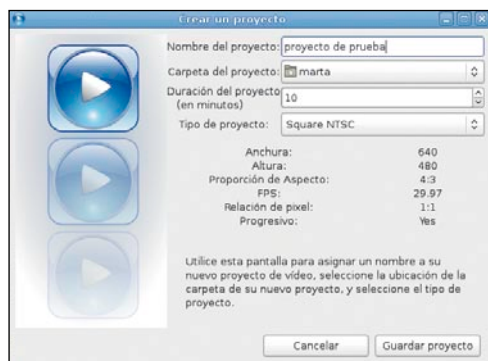 Crear un proyecto
Nombre del proyecto: proyecto de prueba
Carpeta del proyecto: marta
Duración del proyecto
(en minutos) 10
Tipo de proyecto: Square NTSC
Anchura: 640
Altura: 480
Proporción de Aspecto: 4:3
FPS: 29.97
Relación de pixel: 1:1
Progresivo: Yes
Utilice esta pantalla para asignar un nombre a su
nuevo proyecto de vídeo, seleccione la ubicación de la
carpeta de su nuevo proyecto, y seleccione el tipo de
proyecto.
Cancelar Guardar proyecto